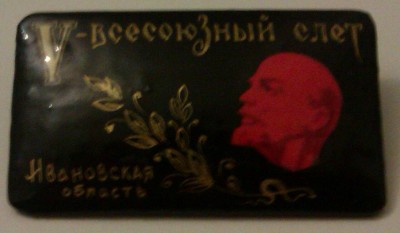 V-всесоюзный слет
Ивановская
область